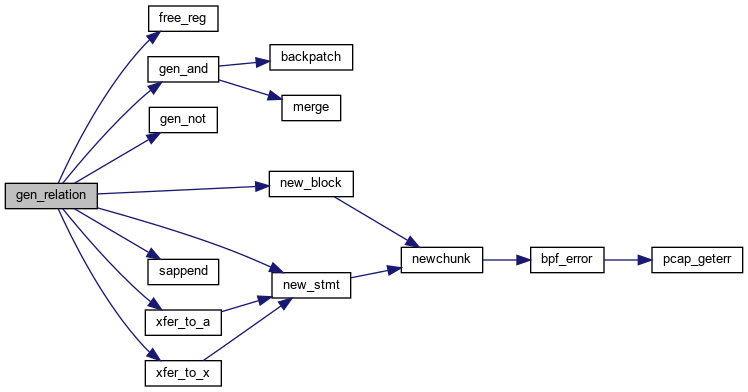 free_reg
gen_and
backpatch
merge
gen_not
gen_relation
new_block
newchunk
bpf_error
pcap_geterr
sappend
new_stmt
xfer_to_a
xfer_to_x